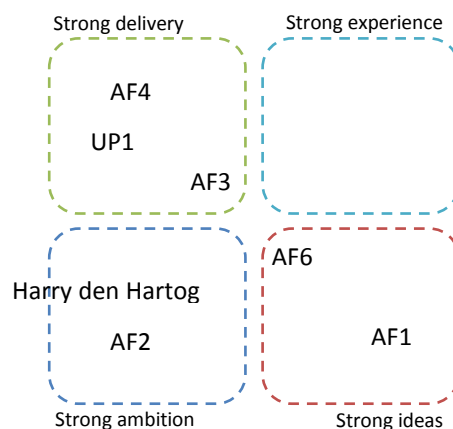 Strong delivery
Strong experience
AF4
UP1
AF3
AF6
Harry den Hartog
AF2
AF1
Strong ambition
Strong ideas